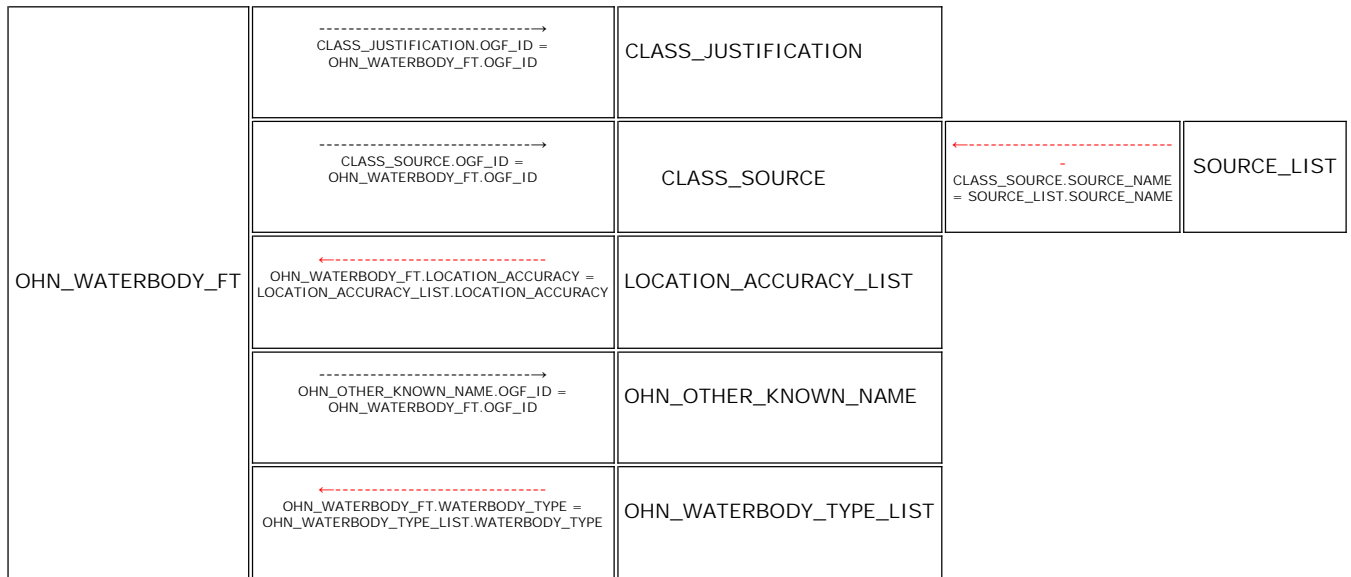 OHN_WATERBODY_FT
--------------------------------→
CLASS_JUSTIFICATION.OGF_ID =
OHN_WATERBODY_FT.OGF_ID
CLASS_JUSTIFICATION
--------------------------------→
CLASS_SOURCE.OGF_ID =
OHN_WATERBODY_FT.OGF_ID
CLASS_SOURCE
←-----------------------------
-
CLASS_SOURCE.SOURCE_NAME
= SOURCE_LIST.SOURCE_NAME
SOURCE_LIST
←------------------------------
OHN_WATERBODY_FT.LOCATION_ACCURACY =
LOCATION_ACCURACY_LIST.LOCATION_ACCURACY
LOCATION_ACCURACY_LIST
--------------------------------→
OHN_OTHER_KNOWN_NAME.OGF_ID =
OHN_WATERBODY_FT.OGF_ID
OHN_OTHER_KNOWN_NAME
←------------------------------
OHN_WATERBODY_FT.WATERBODY_TYPE =
OHN_WATERBODY_TYPE_LIST.WATERBODY_TYPE
OHN_WATERBODY_TYPE_LIST